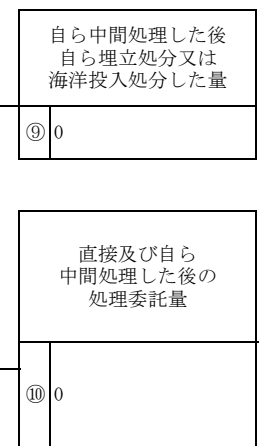 自ら中間処理した後
自ら埋立処分又は
海洋投入処分した量
⑨ 0
直接及び自ら
中間処理した後の
処理委託量
⑩ 0